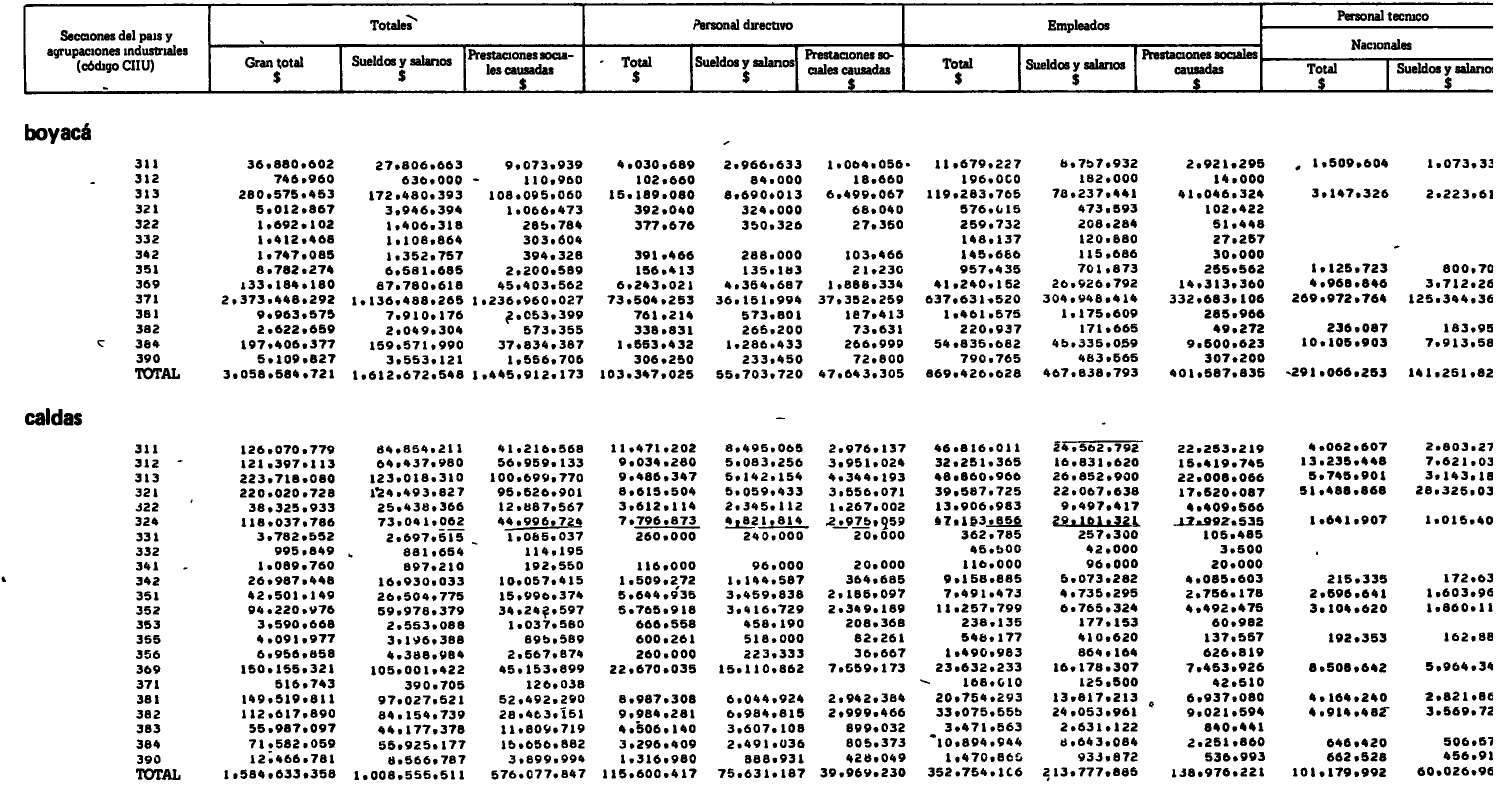 Secciones del pais y agrupaciones industriales (código CIIU) Totales Personal directivo Empleados Personal tecnico
Nacionales
Gran total $ Sueldos y salarios $ Prestaciones sociales causadas $ Total $ Sueldos y salarios $ Prestaciones sociales causadas $ Total $ Sueldos y salarios $ Prestaciones sociales causadas $ Total $ Sueldos y salarios $
boyacá
311 36.880.602 27.806.663 9.073.939 4.030.689 2.966.633 1.064.056 11.679.227 8.757.932 2.921.295 1.509.604 1.073.33
312 746.960 636.000 110.960 102.660 84.000 18.660 196.000 182.000 14.000
313 280.575.453 172.480.393 108.095.060 15.189.080 8.690.013 6.499.067 119.283.765 78.237.441 41.046.324 3.147.326 2.223.61
321 5.012.867 3.946.394 1.066.473 392.040 324.000 68.040 576.015 473.593 102.422
322 1.692.102 1.406.318 285.784 377.676 350.326 27.350 259.732 208.284 51.448
332 1.412.468 1.108.864 303.604 148.137 120.880 27.257
342 1.747.085 1.352.757 394.328 391.466 288.000 103.466 145.686 115.686 30.000
351 8.782.274 6.581.685 2.200.589 156.413 135.183 21.230 957.435 701.873 255.562 1.125.723 800.70
369 133.184.180 87.780.618 45.403.562 6.243.021 4.354.687 1.888.334 41.240.152 26.926.792 14.313.360 4.968.846 3.712.26
371 2.373.448.292 1.136.488.265 1.236.960.027 73.504.253 36.151.994 37.352.259 637.631.520 304.948.414 332.683.106 269.972.764 125.344.36
381 9.963.575 7.910.176 2.053.399 761.214 573.801 187.413 1.461.575 1.175.609 285.966
382 2.622.659 2.049.304 573.355 338.831 265.200 73.631 220.937 171.665 49.272 236.087 183.95
384 197.406.377 159.571.990 37.834.387 1.553.432 1.286.433 266.999 54.835.682 45.335.059 9.500.623 10.105.903 7.913.58
390 5.109.827 3.553.121 1.556.706 306.250 233.450 72.800 790.765 483.565 307.200
TOTAL 3.058.584.721 1.612.672.548 1.445.912.173 103.347.025 55.703.720 47.643.305 869.426.628 467.838.793 401.587.835 291.066.253 141.251.82
caldas
311 126.070.779 84.854.211 41.216.568 11.471.202 8.495.065 2.976.137 46.816.011 24.562.792 22.253.219 4.062.607 2.803.27
312 121.397.113 64.437.980 56.959.133 9.034.280 5.083.256 3.951.024 32.251.365 16.831.620 15.419.745 13.235.448 7.621.03
313 223.718.080 123.018.310 100.699.770 9.486.347 5.142.154 4.344.193 48.860.966 26.852.900 22.008.066 5.745.901 3.143.18
321 220.020.728 124.493.827 95.526.901 8.615.504 5.059.433 3.556.071 39.587.725 22.067.638 17.520.087 51.488.868 28.325.03
322 38.325.933 25.438.366 12.887.567 3.612.114 2.345.112 1.267.002 13.906.983 9.497.417 4.409.566
324 118.037.786 73.041.062 44.996.724 7.796.873 4.821.814 2.975.059 47.153.856 29.161.321 17.992.535 1.641.907 1.015.40
331 3.782.552 2.697.515 1.085.037 260.000 240.000 20.000 362.785 257.300 105.485
332 995.849 881.654 114.195 45.500 42.000 3.500
341 1.089.760 897.210 192.550 116.000 96.000 20.000 116.000 96.000 20.000
342 26.987.448 16.930.033 10.057.415 1.509.272 1.144.587 364.685 9.158.885 5.073.282 4.085.603 215.335 172.63
351 42.501.149 26.504.775 15.996.374 5.644.935 3.459.838 2.185.097 7.491.473 4.735.295 2.756.178 2.596.641 1.603.96
352 94.220.976 59.978.379 34.242.597 5.765.918 3.416.729 2.349.189 11.257.799 6.765.324 4.492.475 3.104.620 1.860.11
353 3.590.668 2.553.088 1.037.580 666.558 458.190 208.368 238.135 177.153 60.982
355 4.091.977 3.196.388 895.589 600.261 518.000 82.261 548.177 410.620 137.557 192.353 162.88
356 6.956.858 4.388.984 2.567.874 260.000 223.333 36.667 1.490.983 864.164 626.819
369 150.155.321 105.001.422 45.153.899 22.670.035 15.110.862 7.559.173 23.632.233 16.178.307 7.453.926 8.508.642 5.964.34
371 516.743 390.705 126.038 168.010 125.500 42.510
381 149.519.811 97.027.521 52.492.290 8.987.308 6.044.924 2.942.384 20.754.293 13.817.213 6.937.080 4.164.240 2.821.86
382 112.617.890 84.154.739 28.463.151 9.984.281 6.984.815 2.999.466 33.075.555 24.053.961 9.021.594 4.914.482 3.569.72
383 55.987.097 44.177.378 11.809.719 4.506.140 3.607.108 899.032 3.471.563 2.631.122 840.441
384 71.582.059 55.925.177 15.656.882 3.296.409 2.491.036 805.373 10.894.944 8.643.084 2.251.860 646.420 506.57
390 12.466.781 8.566.787 3.899.994 1.316.980 888.931 428.049 1.470.865 933.872 536.993 662.528 456.91
TOTAL 1.584.633.358 1.008.555.511 576.077.847 115.600.417 75.631.187 39.969.230 352.754.106 213.777.885 138.976.221 101.179.992 60.026.96